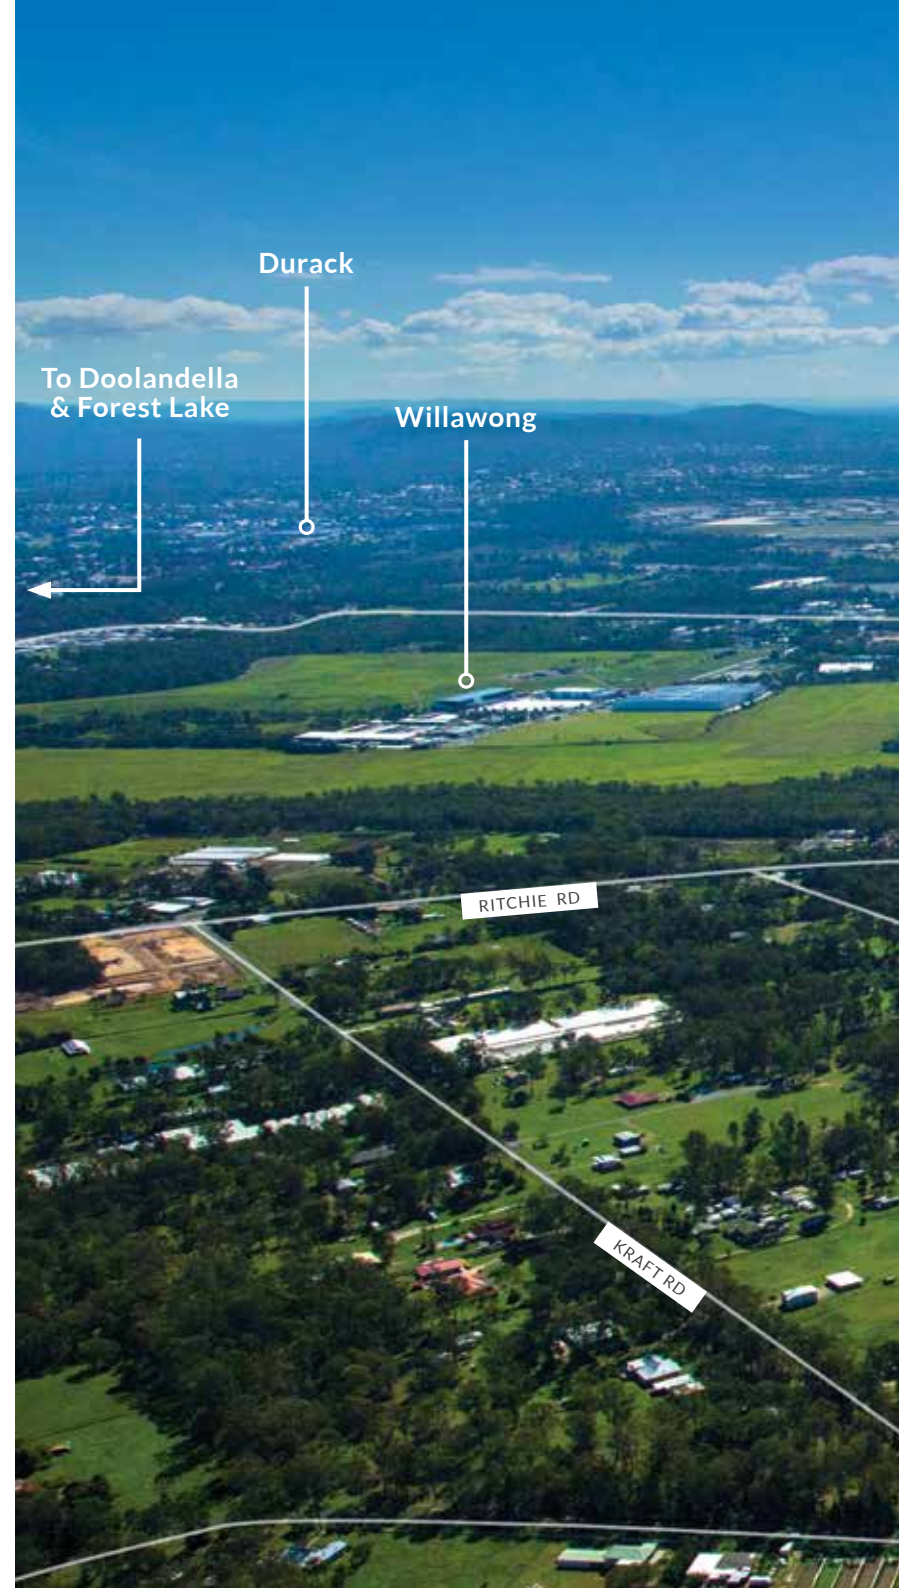 Durack
To Doolandella
& Forest Lake
Willawong
RITCHIE RD
KRAFT RD